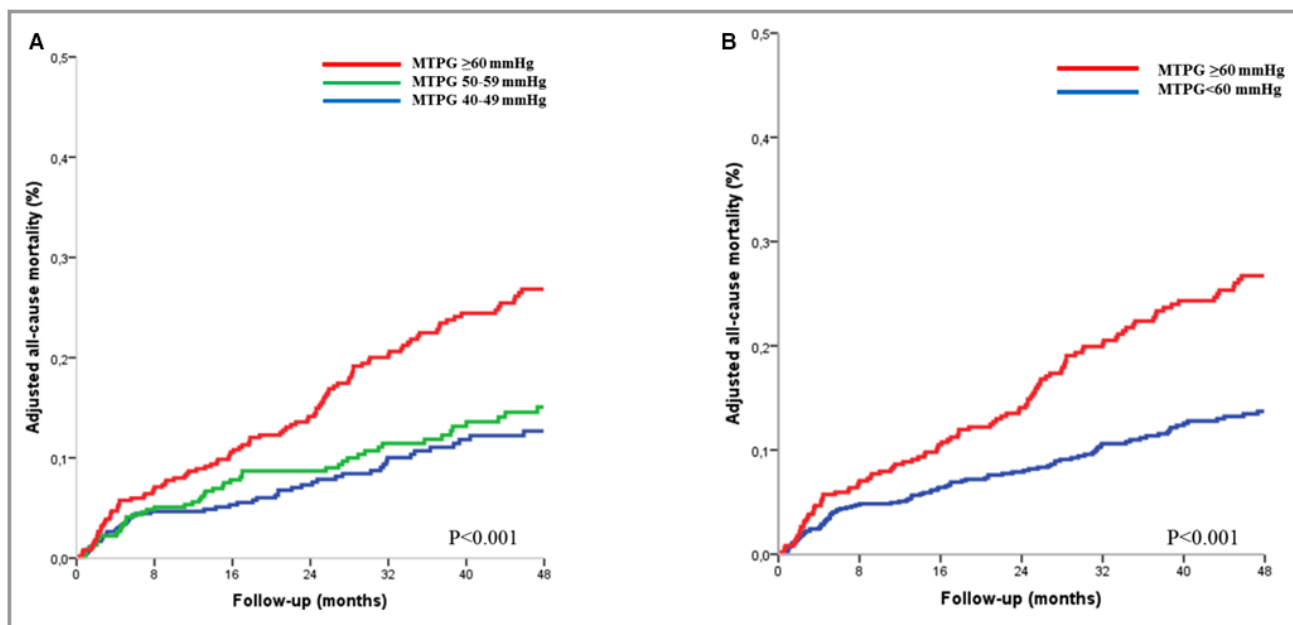 A
MTPG ≥60 mmHg
MTPG 50-59 mmHg
MTPG 40-49 mmHg
Adjusted all-cause mortality (%)
0,5
0,4
0,3
0,2
0,1
0,0
P<0.001
0 8 16 24 32 40 48
Follow-up (months)
B
MTPG ≥60 mmHg
MTPG<60 mmHg
Adjusted all-cause mortality (%)
0,5
0,4
0,3
0,2
0,1
0,0
P<0.001
0 8 16 24 32 40 48
Follow-up (months)